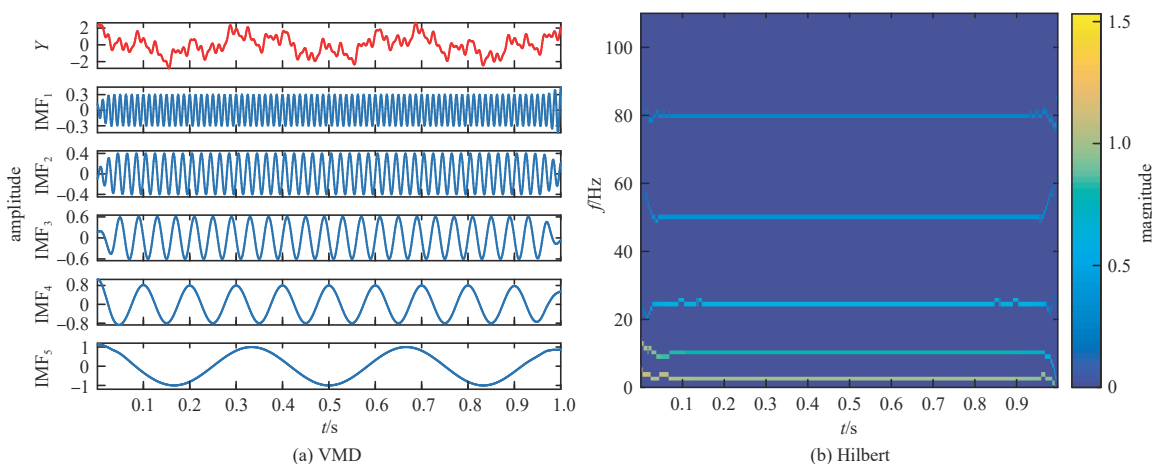 amplitude
Y
2
0
−2
IMF1
0.3
0
−0.3
IMF2
0.4
0
−0.4
IMF3
0.6
0
−0.6
IMF4
0.8
0
−0.8
IMF5
1
0
−1
0.1 0.2 0.3 0.4 0.5 0.6 0.7 0.8 0.9 1.0
t/s
(a) VMD
f/Hz
100
80
60
40
20
0
0.1 0.2 0.3 0.4 0.5 0.6 0.7 0.8 0.9
t/s
(b) Hilbert
1.5
1.0
0.5
0
magnitude